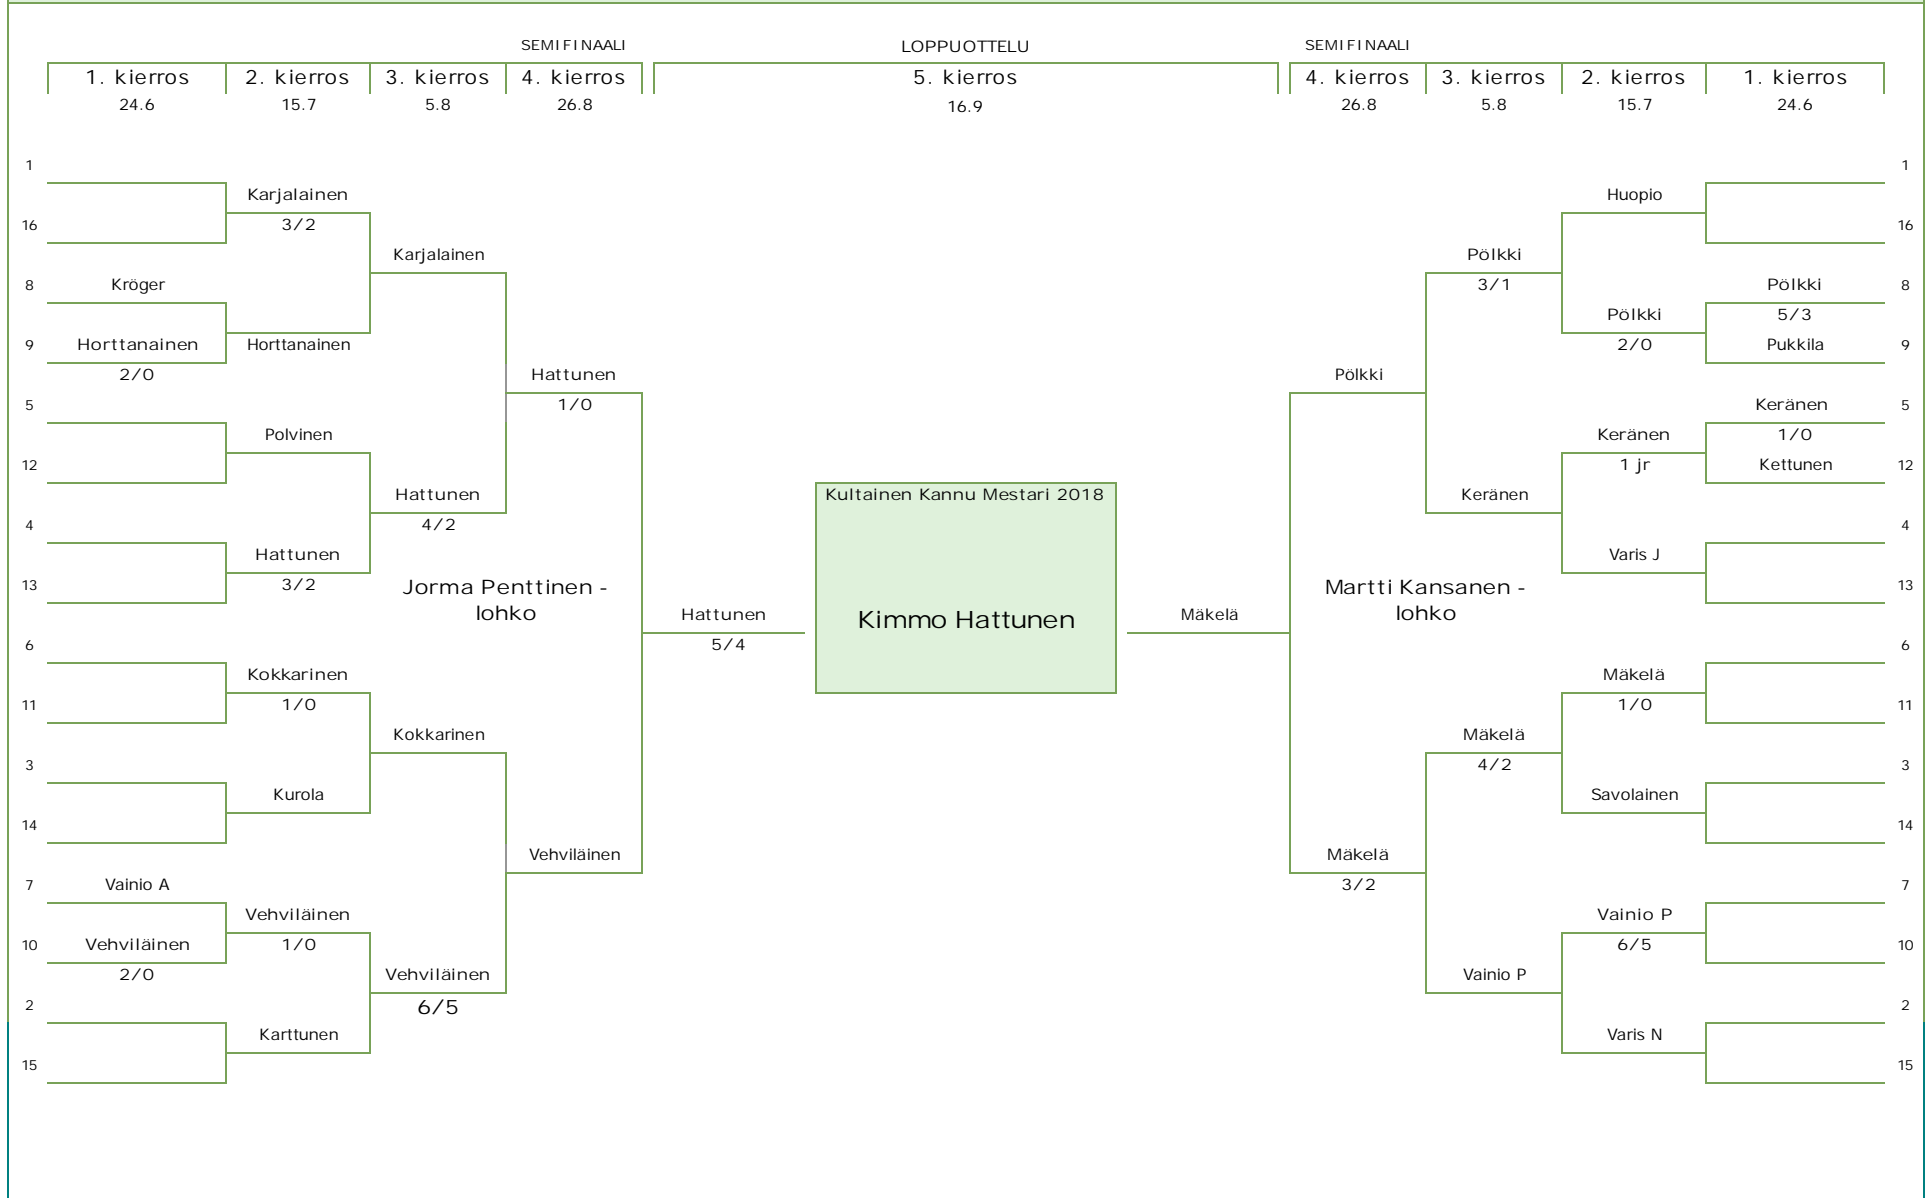 SEMIFINAALI LOPPUOTTELU SEMIFINAALI
1. kierros 2. kierros 3. kierros 4. kierros 5. kierros 4. kierros 3. kierros 2. kierros 1. kierros
24.6 15.7 5.8 26.8 16.9 26.8 5.8 15.7 24.6
1 1
Karjalainen Huopio
16 3/2 16
Karjalainen Pölkki
8 Kröger 3/1 Pölkki 8
Pölkki 5/3
9 Horttanainen Horttanainen 2/0 Pukkila 9
2/0 Hattunen Pölkki
5 1/0 Keränen 5
Polvinen Keränen 1/0
12 1 jr Kettunen 12
Hattunen Kultainen Kannu Mestari 2018 Keränen
4 4/2 4
Hattunen Varis J
13 3/2 Jorma Penttinen - Martti Kansanen - 13
lohko lohko
Hattunen Kimmo Hattunen Mäkelä
6 5/4 6
Kokkarinen Mäkelä
11 1/0 1/0 11
Kokkarinen Mäkelä
3 4/2 3
Kurola Savolainen
14 14
Vehviläinen Mäkelä
7 Vainio A 3/2 7
Vehviläinen Vainio P
10 Vehviläinen 1/0 6/5 10
2/0 Vehviläinen Vainio P
2 6/5 2
Karttunen Varis N
15 15